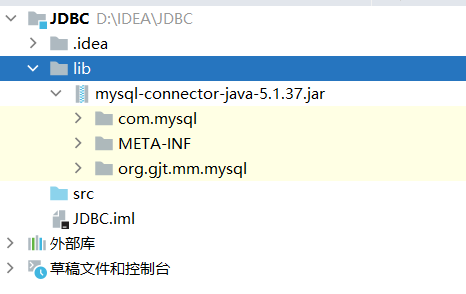 JDBC D:\IDEA\JDBC
.idea
lib
mysql-connector-java-5.1.37.jar
com.mysql
META-INF
org.gjt.mm.mysql
src
JDBC.iml
外部库
草稿文件和控制台